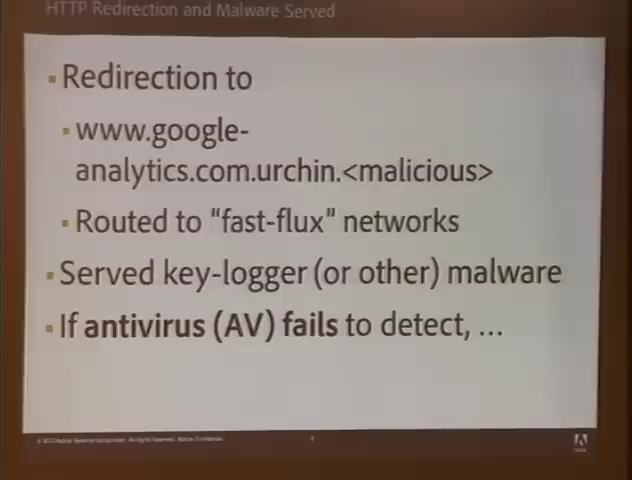 HTTP Redirection and Malware Served
▪ Redirection to
▪ www.google-
analytics.com.urchin.<malicious>
▪ Routed to "fast-flux" networks
▪ Served key-logger (or other) malware
▪ If antivirus (AV) fails to detect, ...